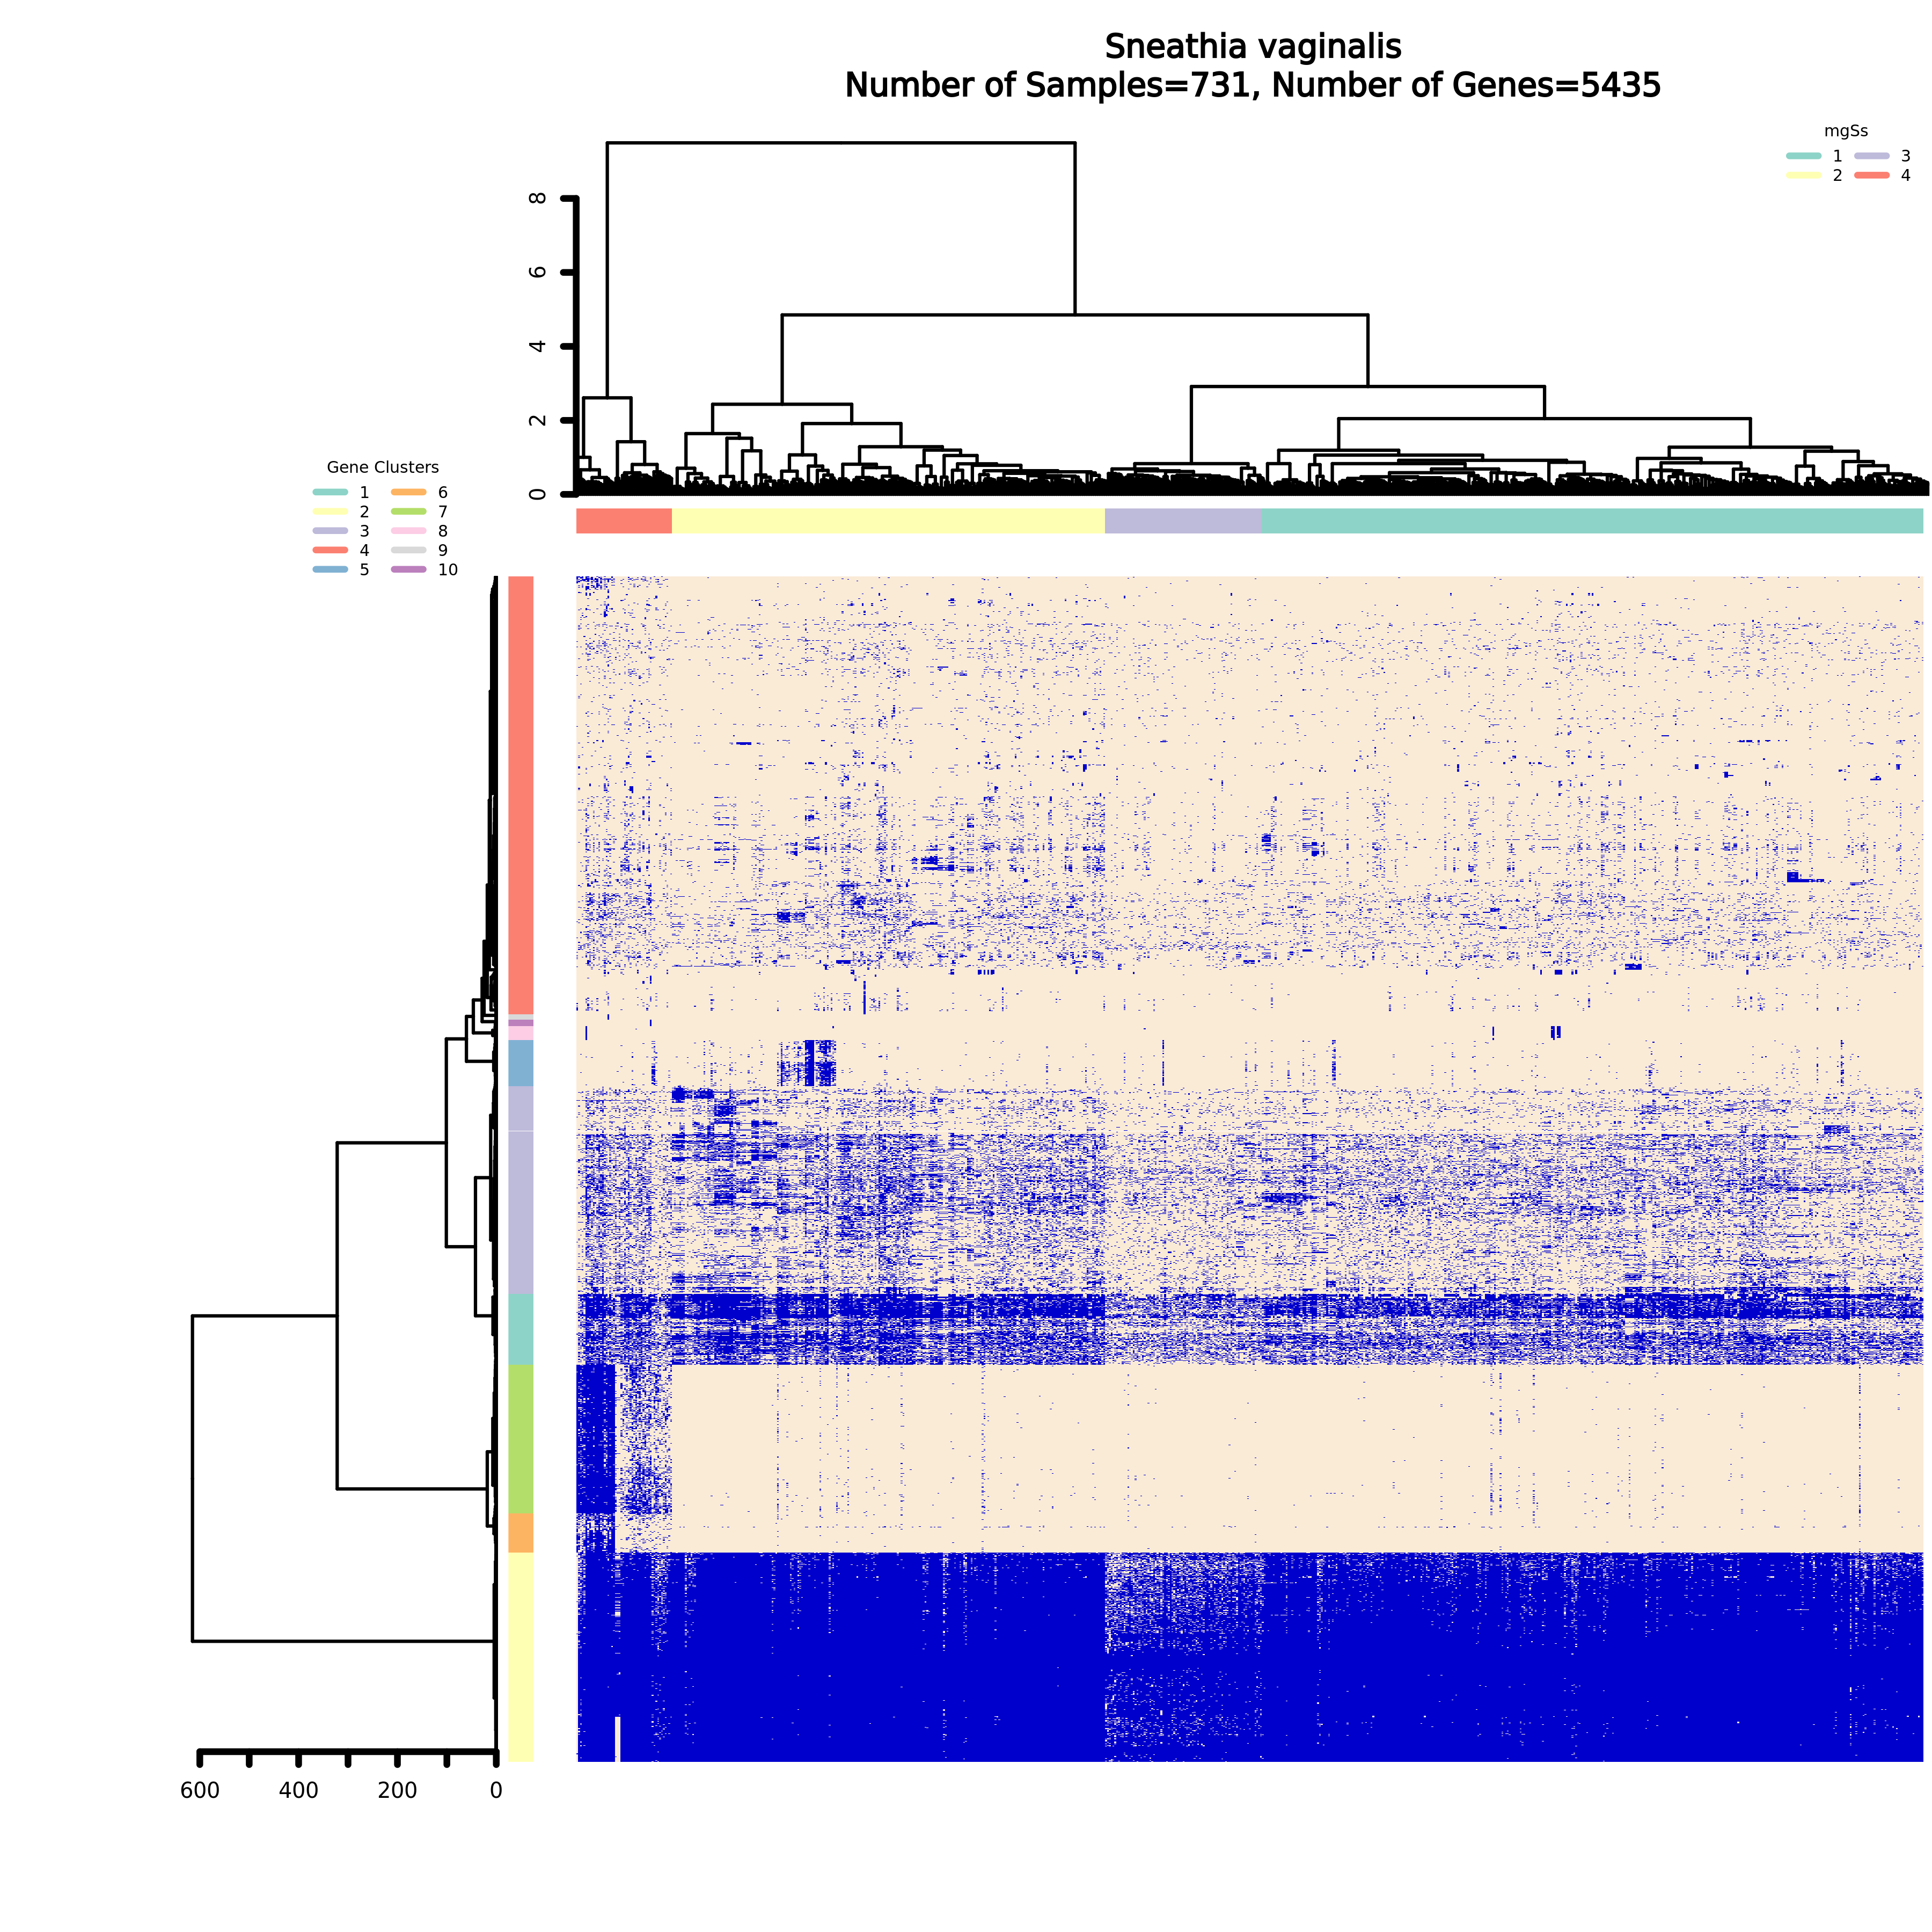 Sneathia vaginalis
Number of Samples=731, Number of Genes=5435
mgSs
1 3
2 4
8
6
4
2
0
Gene Clusters
1 6
2 7
3 8
4 9
5 10
600 400 200 0